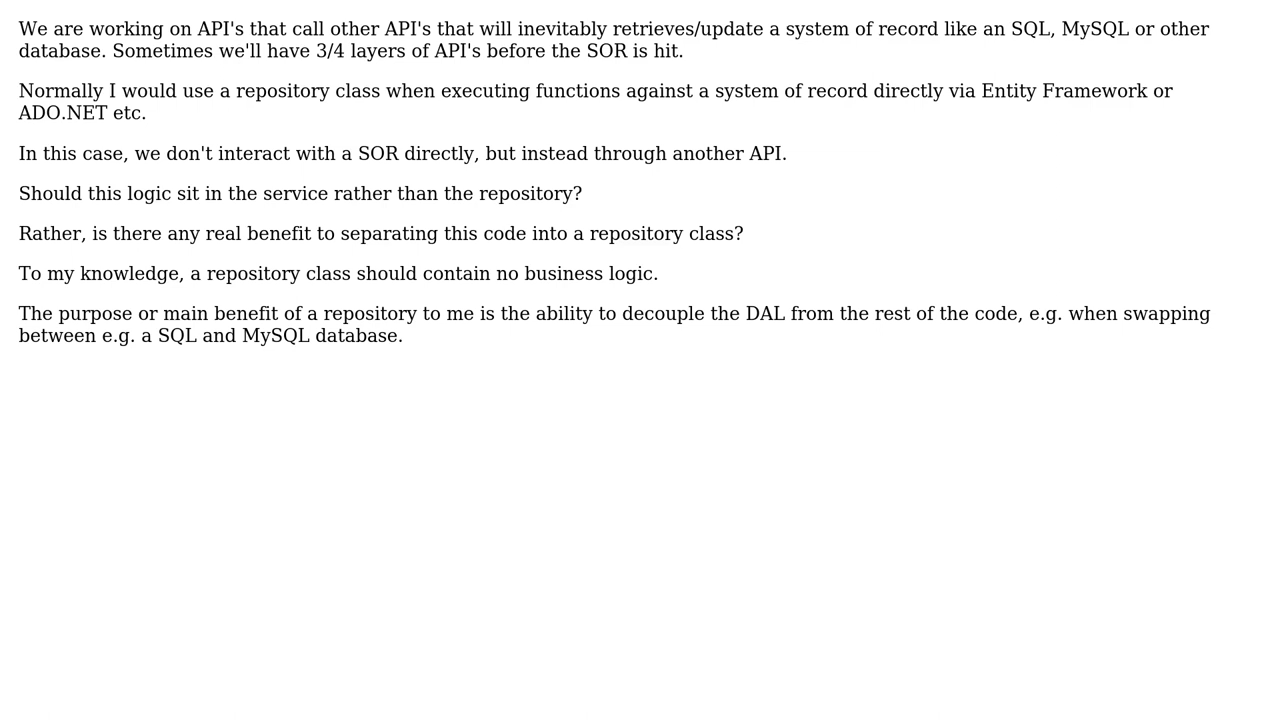 We are working on API's that call other API's that will inevitably retrieves/update a system of record like an SQL, MySQL or other
database. Sometimes we'll have 3/4 layers of API's before the SOR is hit.
Normally I would use a repository class when executing functions against a system of record directly via Entity Framework or
ADO.NET etc.
In this case, we don't interact with a SOR directly, but instead through another API.
Should this logic sit in the service rather than the repository?
Rather, is there any real benefit to separating this code into a repository class?
To my knowledge, a repository class should contain no business logic.
The purpose or main benefit of a repository to me is the ability to decouple the DAL from the rest of the code, e.g. when swapping
between e.g. a SQL and MySQL database.